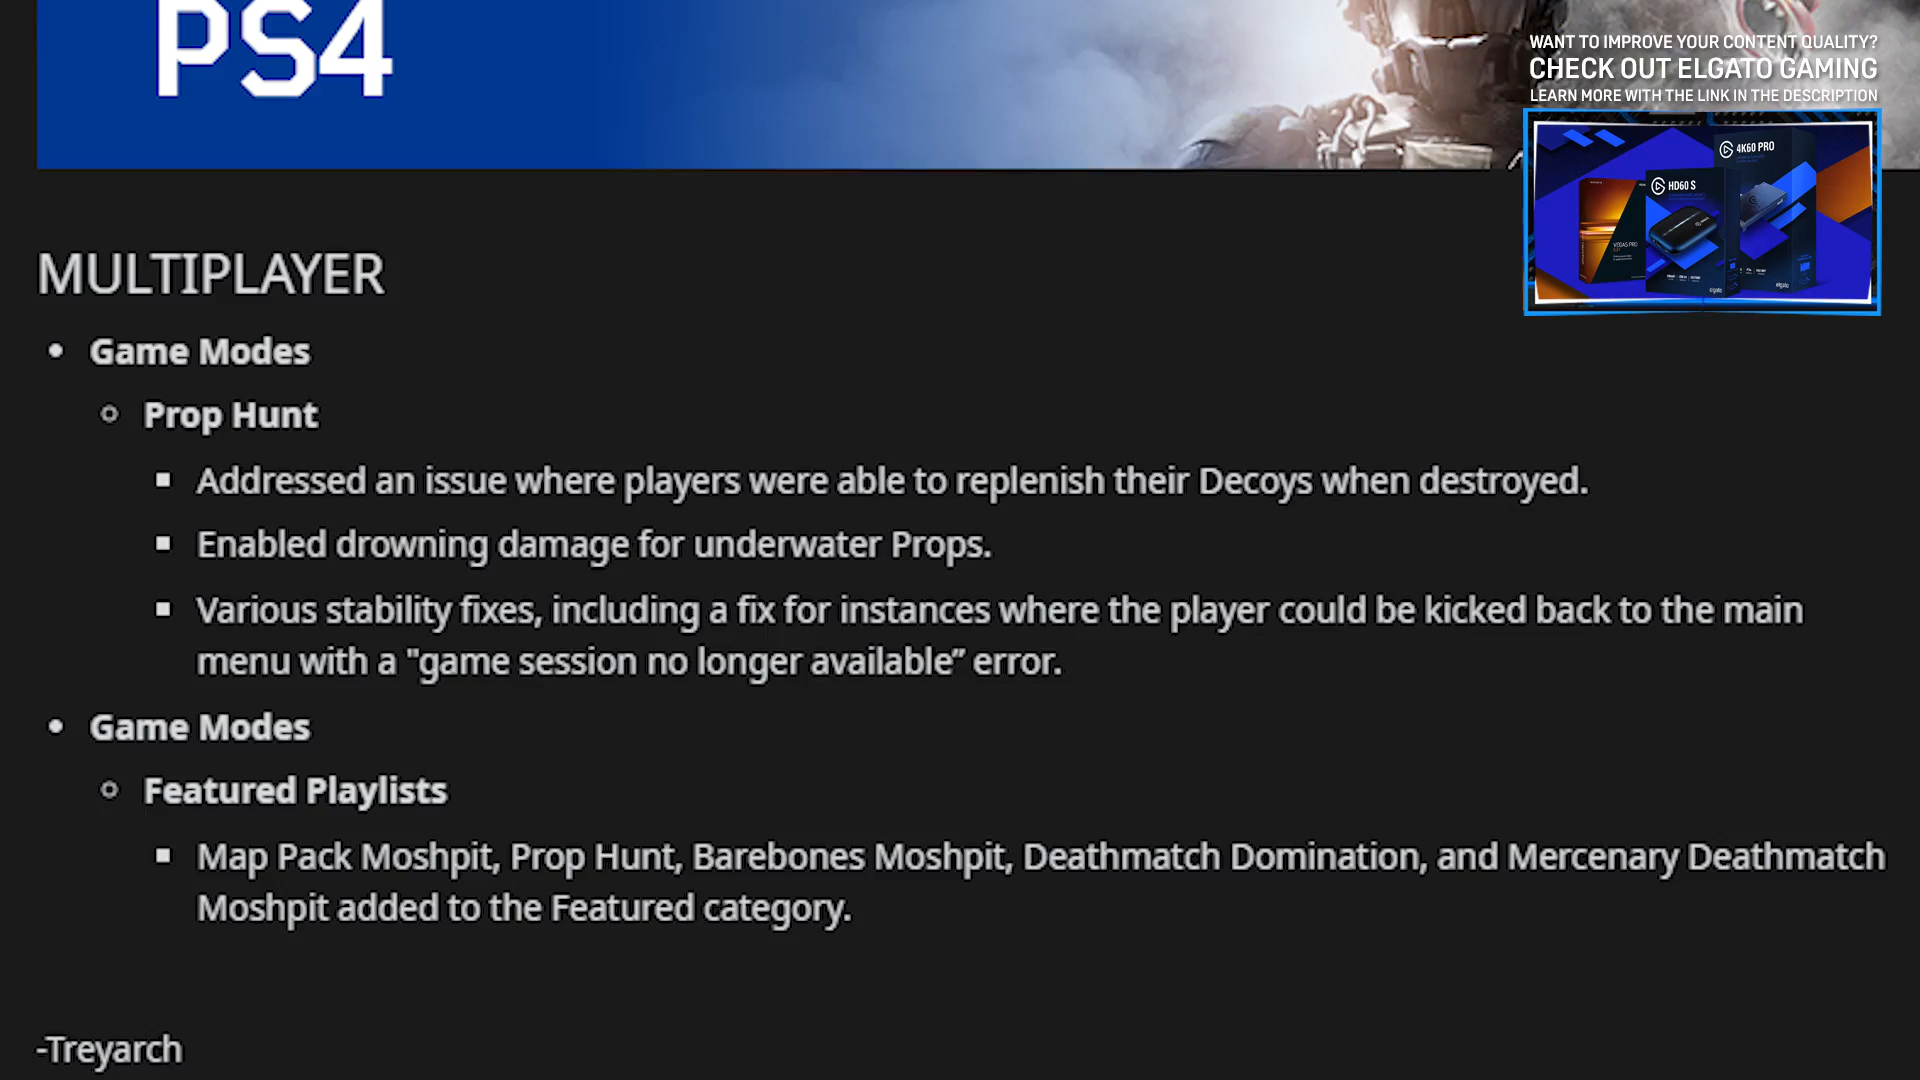 PS4
WANT TO IMPROVE YOUR CONTENT QUALITY?
CHECK OUT ELGATO GAMING
LEARN MORE WITH THE LINK IN THE DESCRIPTION
4K60 PRO
HD60 S
VEGAS PRO
elgato
elgato
MULTIPLAYER
• Game Modes
○ Prop Hunt
▪ Addressed an issue where players were able to replenish their Decoys when destroyed.
▪ Enabled drowning damage for underwater Props.
▪ Various stability fixes, including a fix for instances where the player could be kicked back to the main
menu with a "game session no longer available” error.
• Game Modes
○ Featured Playlists
▪ Map Pack Moshpit, Prop Hunt, Barebones Moshpit, Deathmatch Domination, and Mercenary Deathmatch
Moshpit added to the Featured category.
-Treyarch